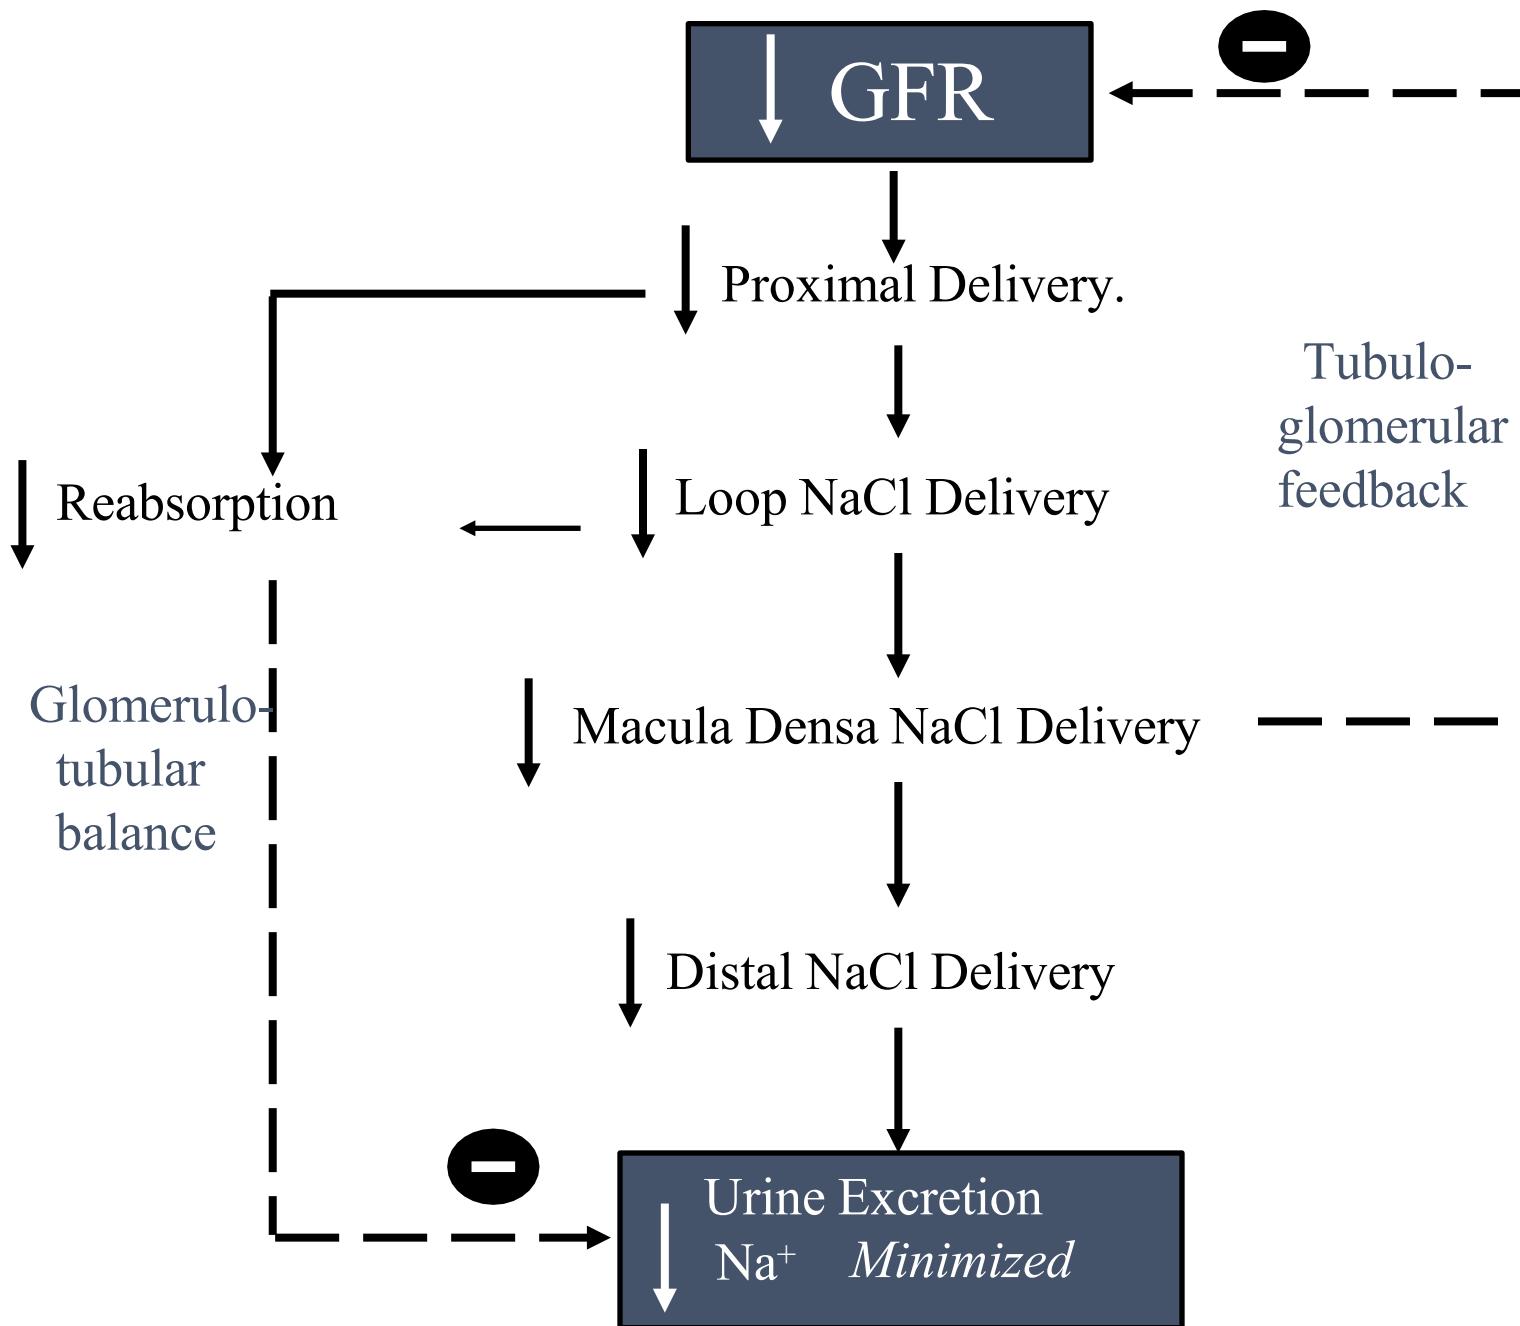 GFR
Proximal Delivery.
Tubulo-
glomerular
feedback
Reabsorption
Loop NaCl Delivery
Glomerulo-
tubular
balance
Macula Densa NaCl Delivery
Distal NaCl Delivery
Urine Excretion
Na⁺ Minimized